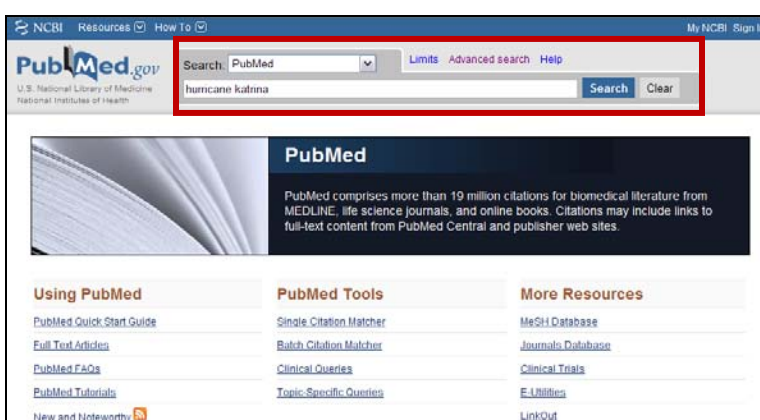 NCBI Resources How To My NCBI Sign I
PubMed.gov
U.S. National Library of Medicine
National Institutes of Health
Search: PubMed
Limits Advanced search Help
hurricane katrina
Search Clear
PubMed
PubMed comprises more than 19 million citations for biomedical literature from
MEDLINE, life science journals, and online books. Citations may include links to
full-text content from PubMed Central and publisher web sites.
Using PubMed
PubMed Quick Start Guide
Full Text Articles
PubMed FAQs
PubMed Tutorials
New and Noteworthy
PubMed Tools
Single Citation Matcher
Batch Citation Matcher
Clinical Queries
Topic-Specific Queries
More Resources
MeSH Database
Journals Database
Clinical Trials
E-Utilities
LinkOut